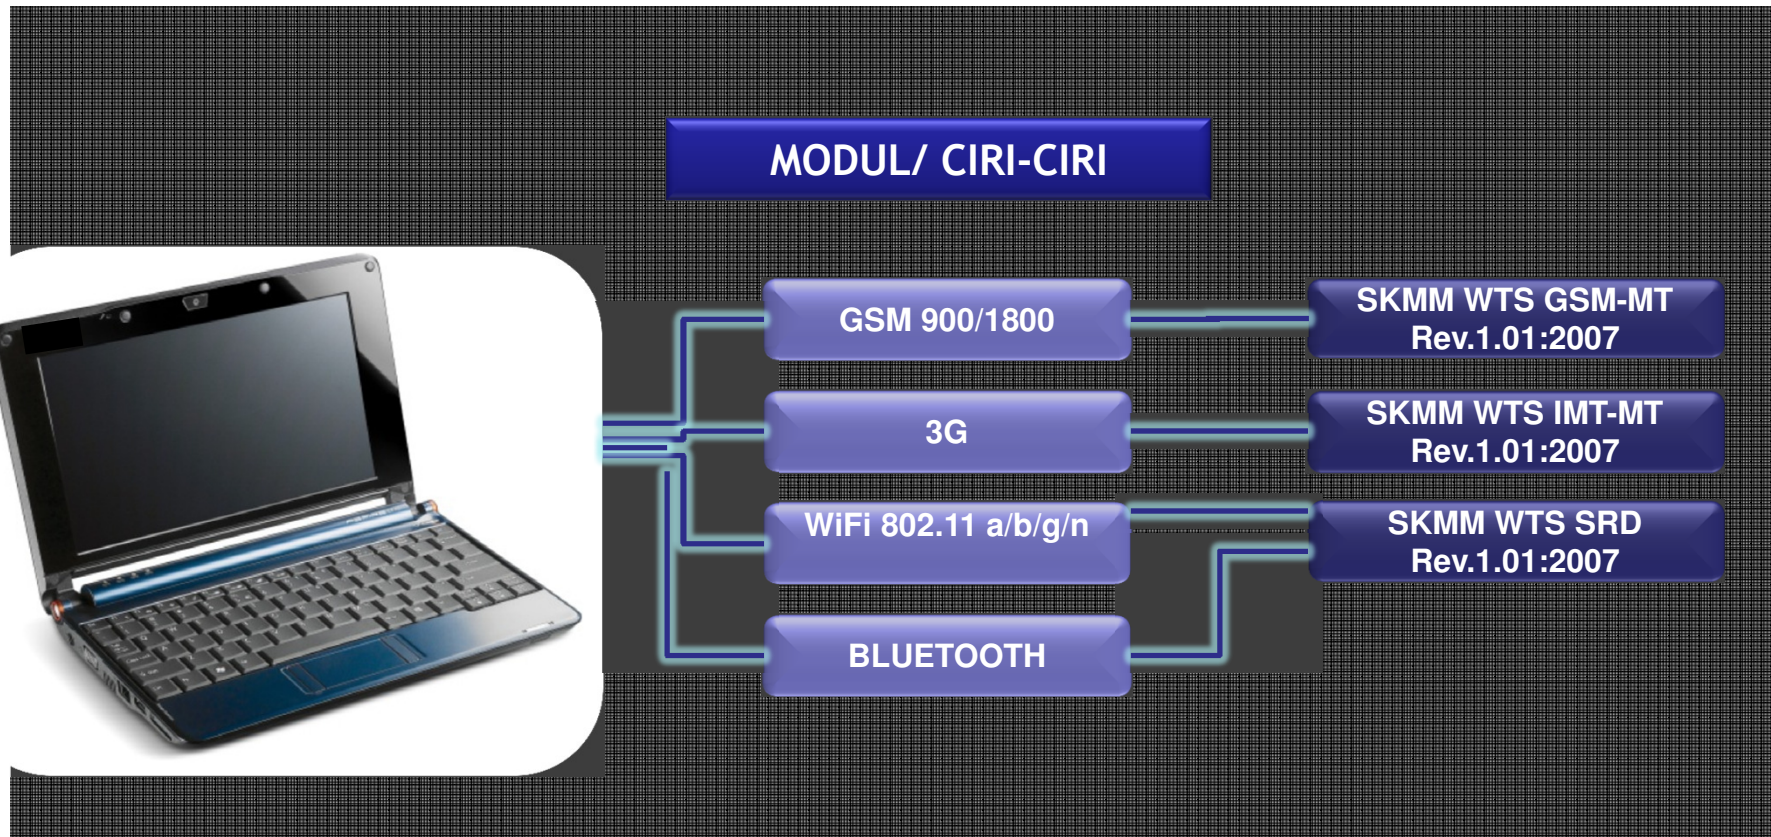 MODUL/ CIRI-CIRI
GSM 900/1800
SKMM WTS GSM-MT
Rev.1.01:2007
3G
SKMM WTS IMT-MT
Rev.1.01:2007
WiFi 802.11 a/b/g/n
SKMM WTS SRD
Rev.1.01:2007
BLUETOOTH